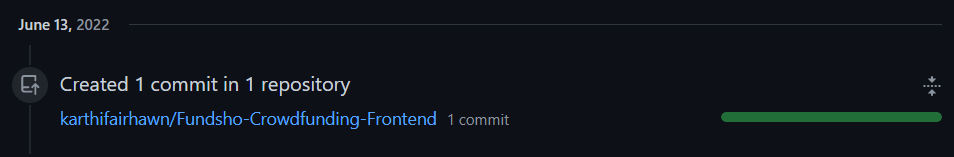 June 13, 2022
Created 1 commit in 1 repository
karthifairhawn/Fundsho-Crowdfunding-Frontend 1 commit